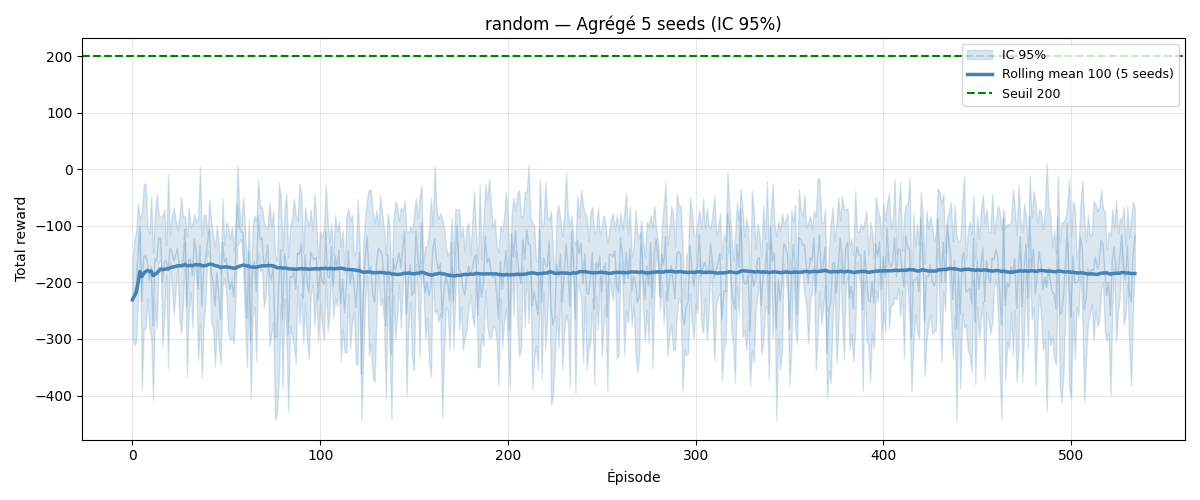 random — Agrégé 5 seeds (IC 95%)
IC 95%
Rolling mean 100 (5 seeds)
Seuil 200
Total reward
200
100
0
−100
−200
−300
−400
0
100
200
300
400
500
Épisode